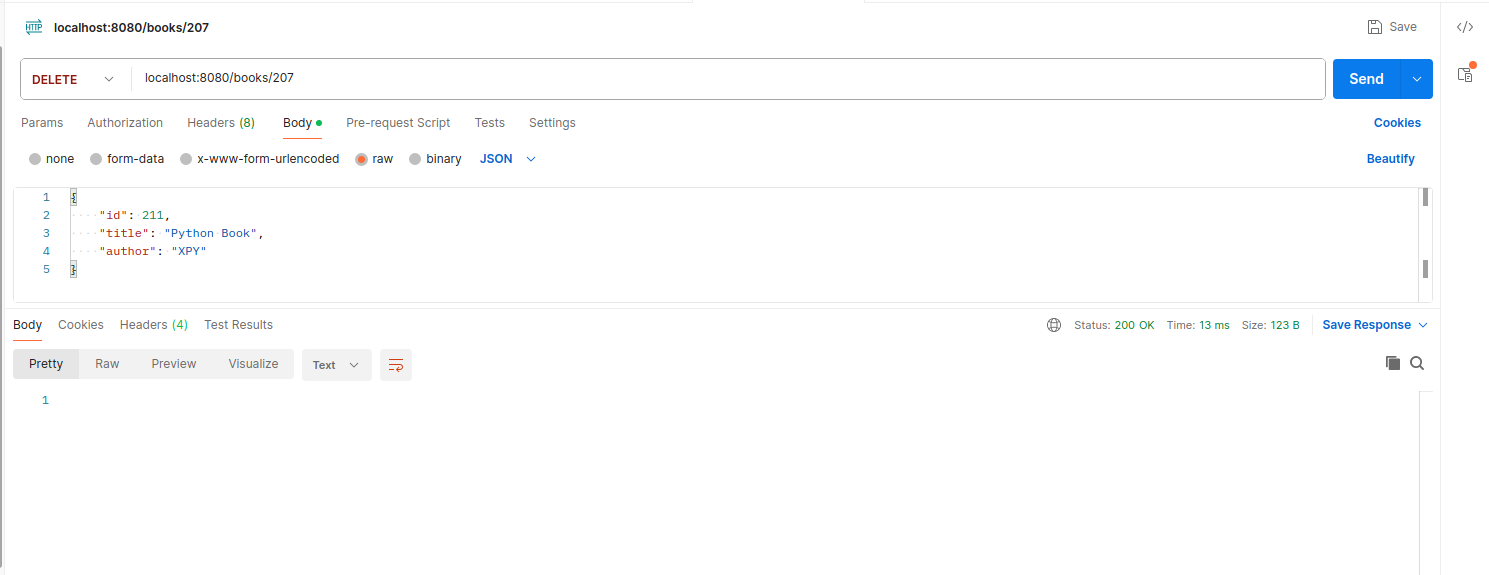 HTTP localhost:8080/books/207 Save </>
DELETE localhost:8080/books/207 Send
Params Authorization Headers (8) Body Pre-request Script Tests Settings Cookies
none form-data x-www-form-urlencoded raw binary JSON Beautify
1 {
2 "id": 211,
3 "title": "Python Book",
4 "author": "XPY"
5 }
Body Cookies Headers (4) Test Results Status: 200 OK Time: 13 ms Size: 123 B Save Response
Pretty Raw Preview Visualize Text
1